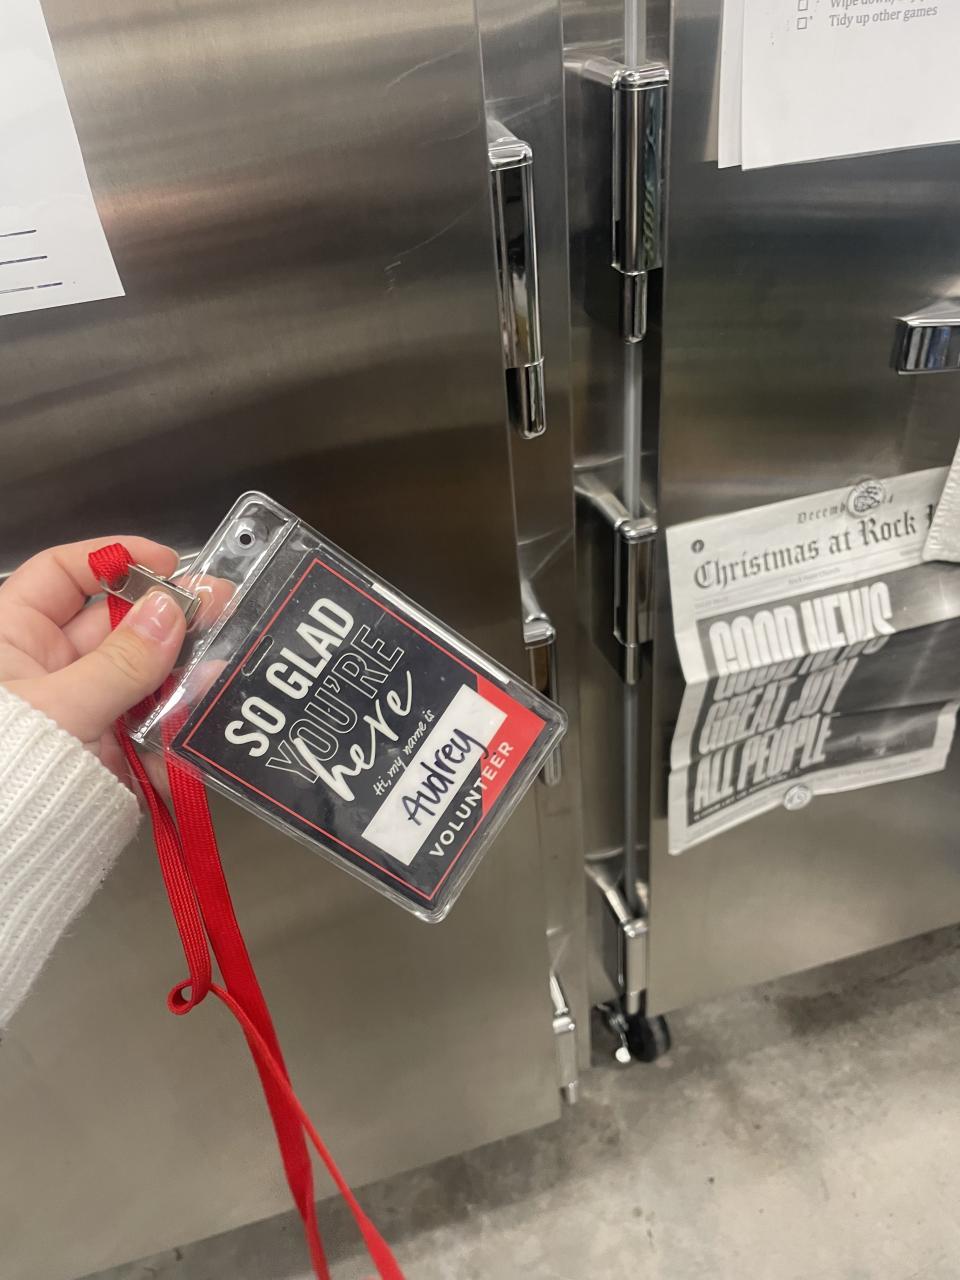 Tidy up other games
SO GLAD
YOU'RE
here
Hi, my name is
Audrey
VOLUNTEER
Christmas at Rock
GOOD NEWS
GREAT JOY
ALL PEOPLE